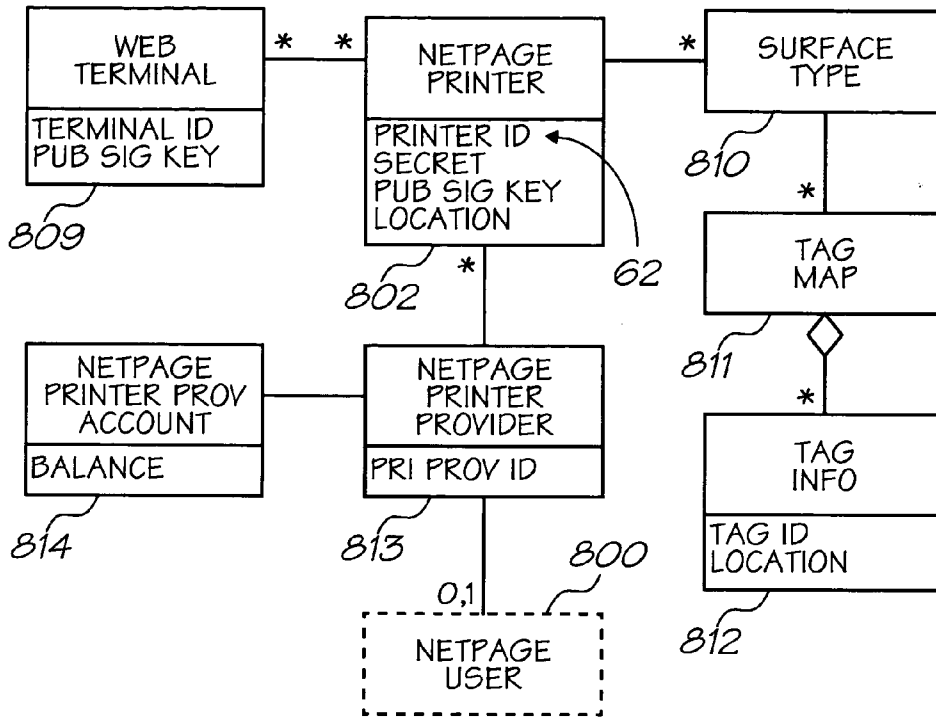 WEB
TERMINAL
TERMINAL ID
PUB SIG KEY
809
*
*
NETPAGE
PRINTER
PRINTER ID
SECRET
PUB SIG KEY
LOCATION
802
62
*
*
SURFACE
TYPE
810
*
TAG
MAP
811
*
TAG
INFO
TAG ID
LOCATION
812
NETPAGE
PRINTER PROV
ACCOUNT
BALANCE
814
NETPAGE
PRINTER
PROVIDER
PRI PROV ID
813
0,1
800
NETPAGE
USER